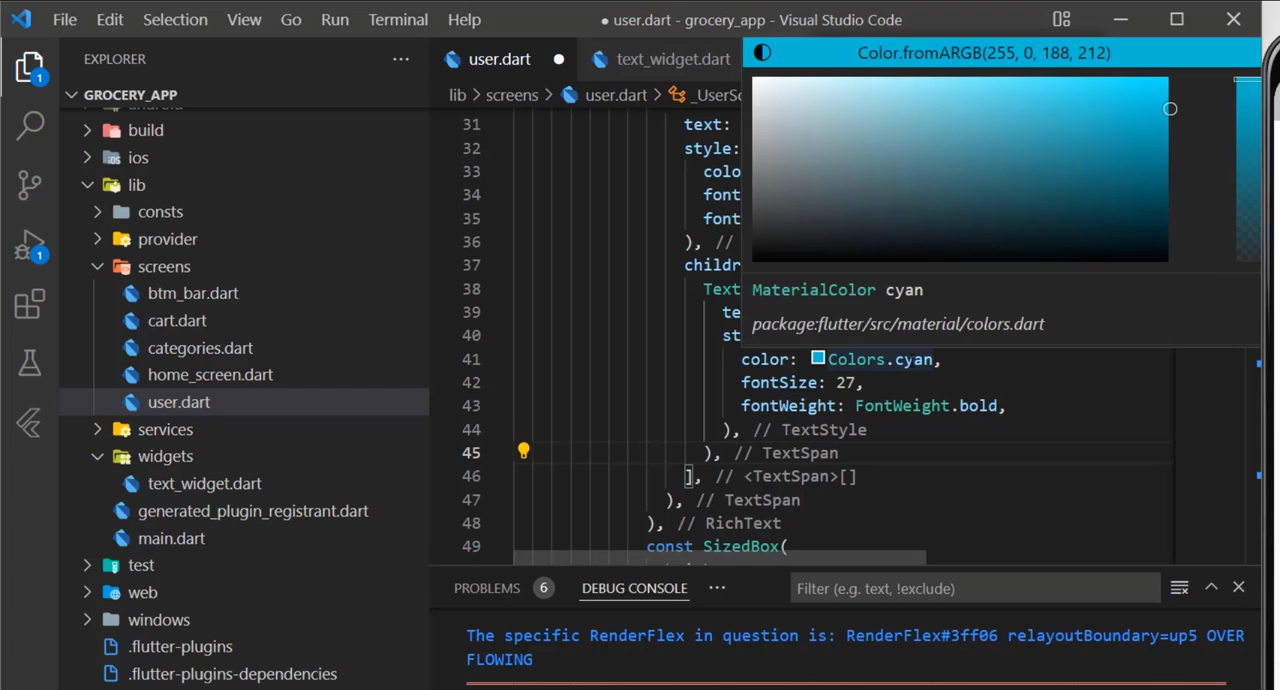 File Edit Selection View Go Run Terminal Help
● user.dart - grocery_app - Visual Studio Code
EXPLORER
GROCERY_APP
build
ios
lib
consts
provider
screens
btm_bar.dart
cart.dart
categories.dart
home_screen.dart
user.dart
services
widgets
text_widget.dart
generated_plugin_registrant.dart
main.dart
test
web
windows
.flutter-plugins
.flutter-plugins-dependencies
1
1
user.dart
text_widget.dart
lib > screens > user.dart >
Color.fromARGB(255, 0, 188, 212)
MaterialColor cyan
package:flutter/src/material/colors.dart
31 text:
32 style:
33
34
35
36 ), //
37
38
39
40
41 color: Colors.cyan,
42 fontSize: 27,
43 fontWeight: FontWeight.bold,
44 ), // TextStyle
45 ), // TextSpan
46 ], // <TextSpan>[]
47 ), // TextSpan
48 ), // RichText
49 const SizedBox(
PROBLEMS 6 DEBUG CONSOLE ··· Filter (e.g. text, !exclude)
The specific RenderFlex in question is: RenderFlex#3ff06 relayoutBoundary=up5 OVER
FLOWING